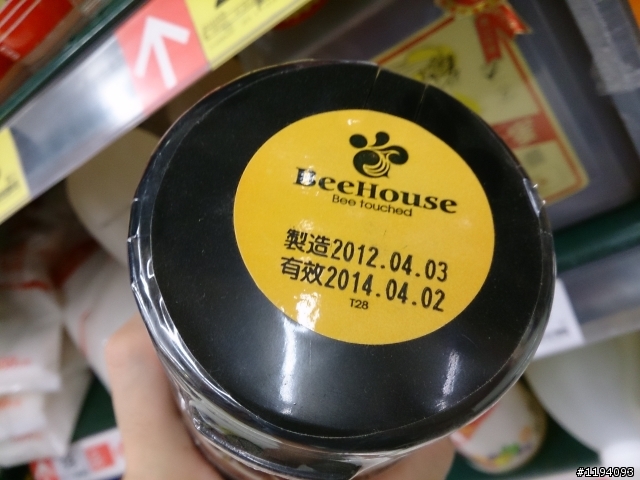 BeeHouse
Bee touched
製造2012.04.03
有效2014.04.02
T28
#1194093